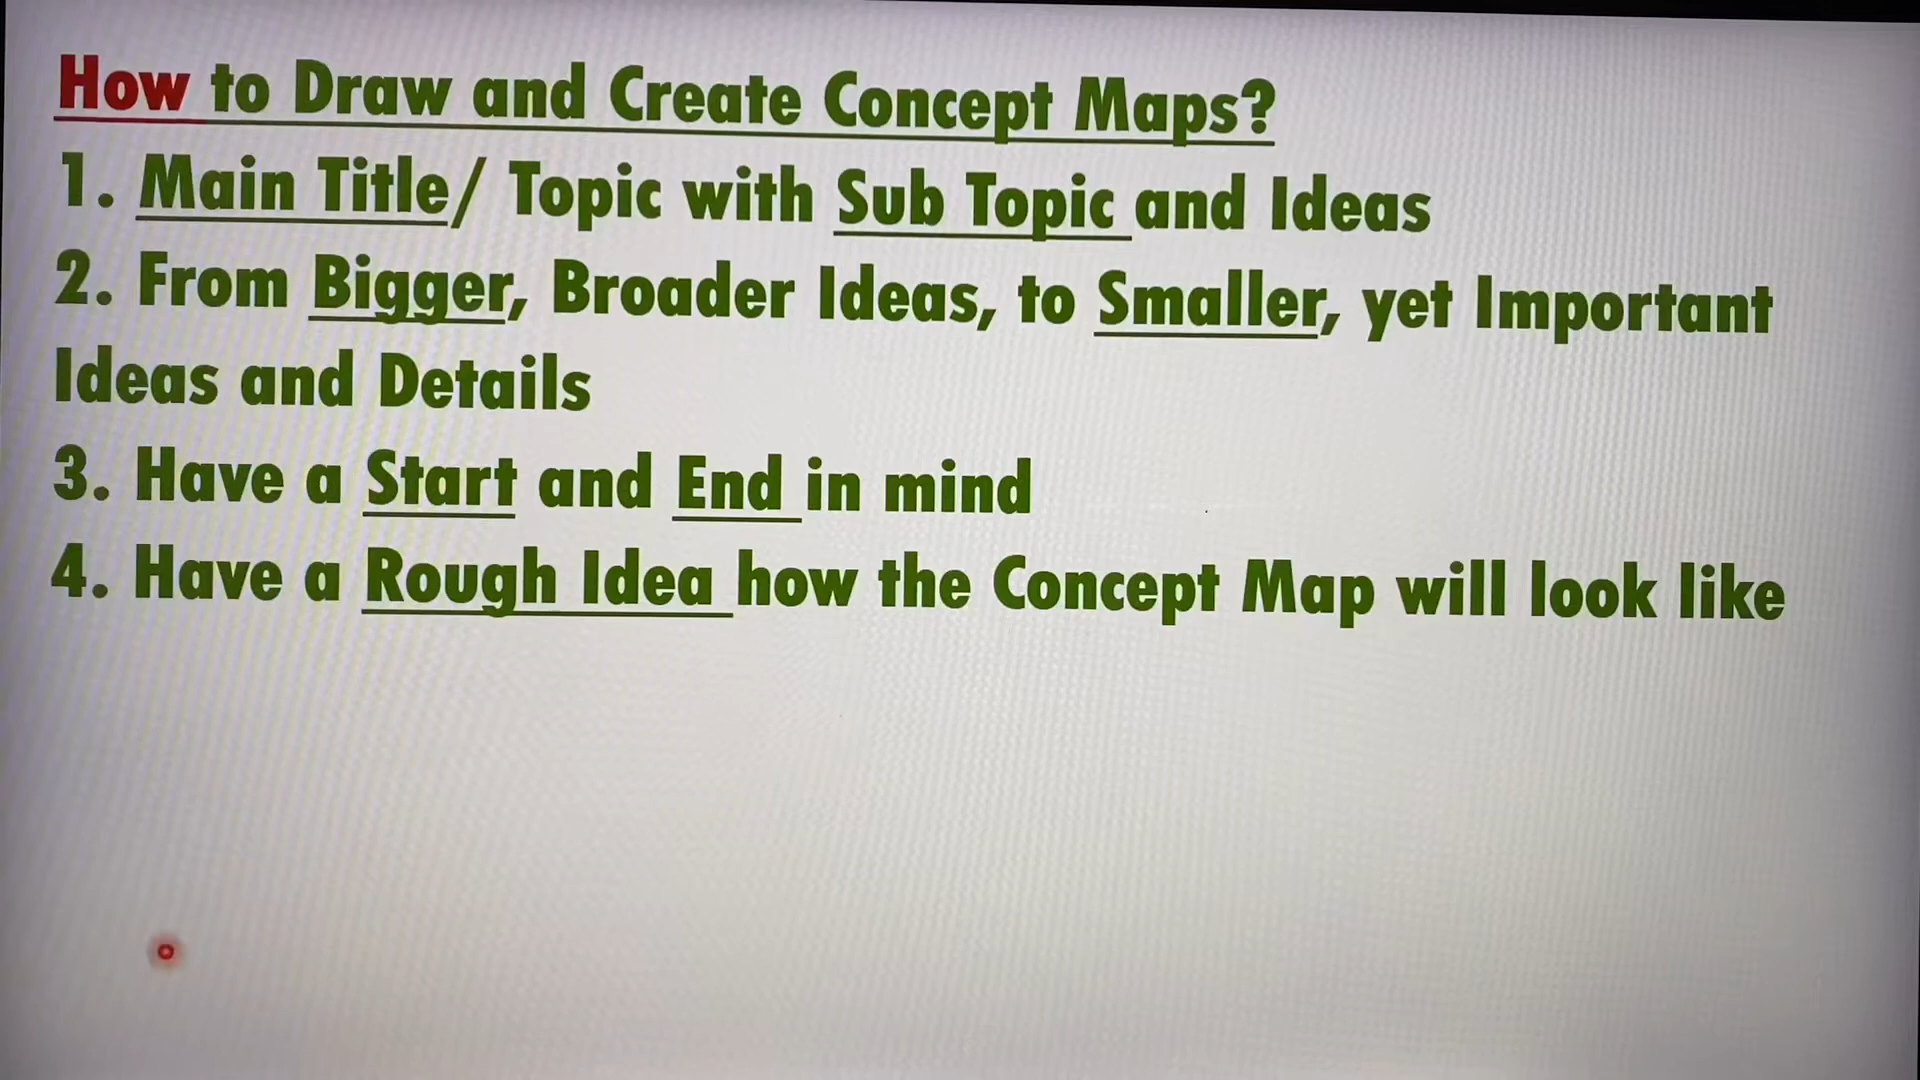 How to Draw and Create Concept Maps?
1. Main Title/ Topic with Sub Topic and Ideas
2. From Bigger, Broader Ideas, to Smaller, yet Important
Ideas and Details
3. Have a Start and End in mind
4. Have a Rough Idea how the Concept Map will look like